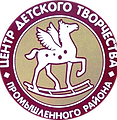 ЦЕНТР ДЕТСКОГО ТВОРЧЕСТВА
ПРОМЫШЛЕННОГО РАЙОНА